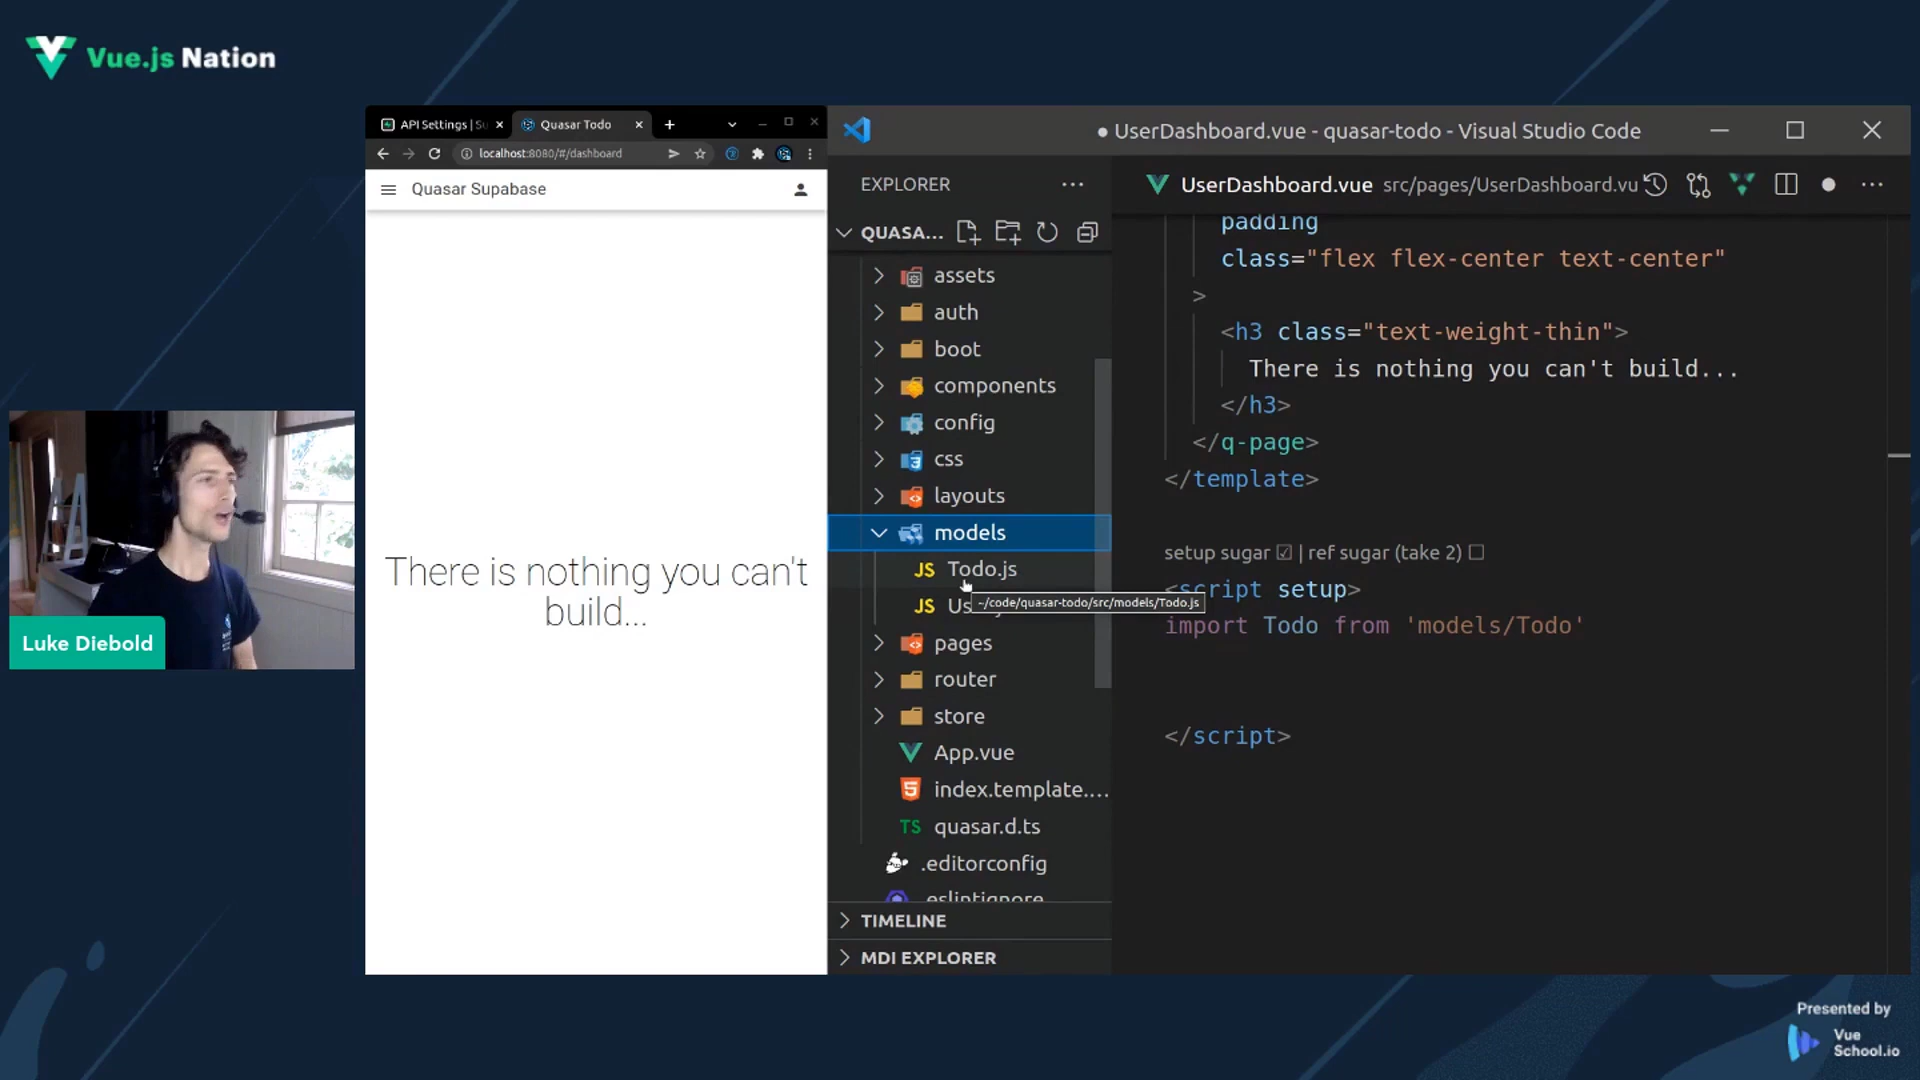 Vue.js Nation
API Settings | Su
Quasar Todo
localhost:8080/#/dashboard
Quasar Supabase
There is nothing you can't
build...
Luke Diebold
● UserDashboard.vue - quasar-todo - Visual Studio Code
EXPLORER
QUASA...
assets
auth
boot
components
config
css
layouts
models
JS Todo.js
JS Us
~/code/quasar-todo/src/models/Todo.js
pages
router
store
App.vue
index.template....
TS quasar.d.ts
.editorconfig
.eslintignore
TIMELINE
MDI EXPLORER
UserDashboard.vue src/pages/UserDashboard.vu
padding
class="flex flex-center text-center"
>
<h3 class="text-weight-thin">
There is nothing you can't build...
</h3>
</q-page>
</template>
setup sugar ☑ | ref sugar (take 2) ☐
<script setup>
import Todo from 'models/Todo'
</script>
Presented by
Vue
School.io